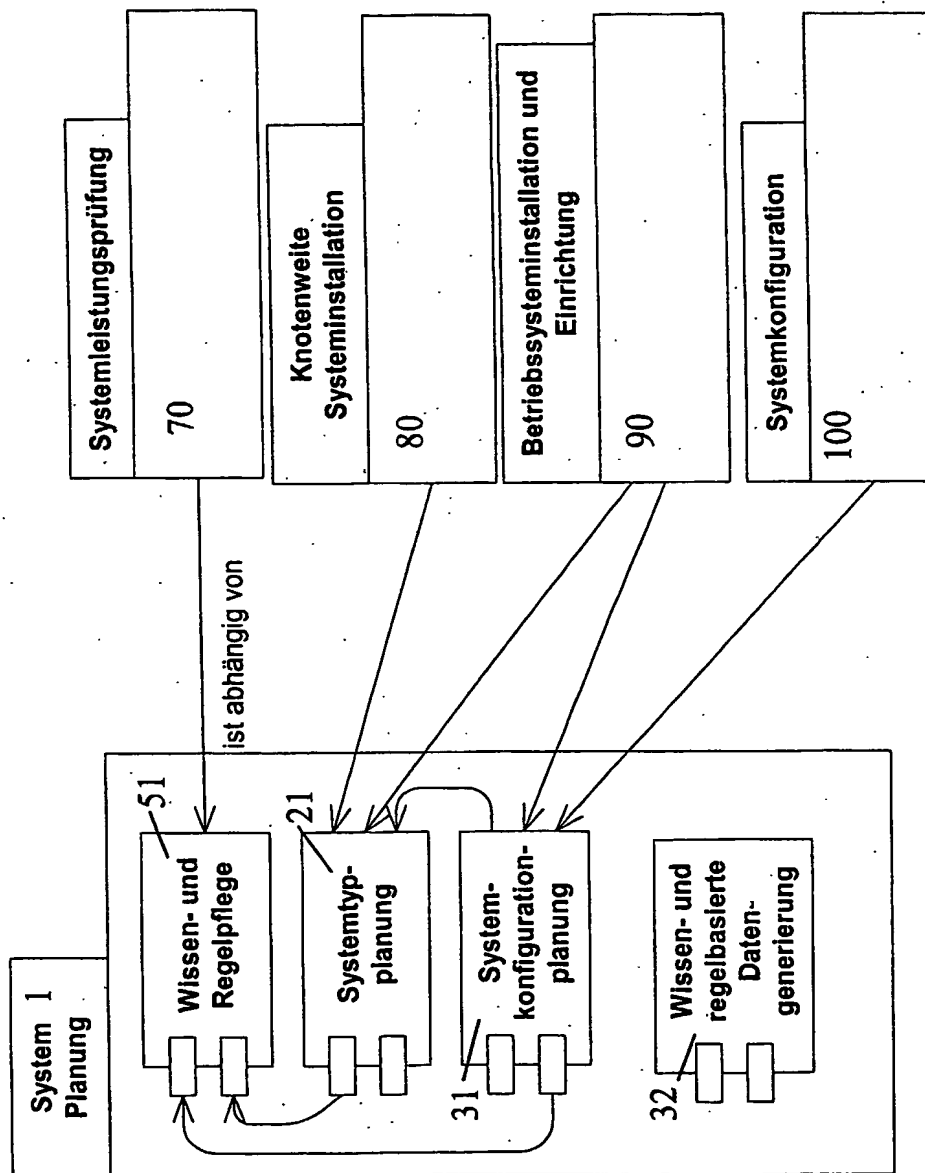 System 1
Planung
Wissen- und
Regelpflege
51
Systemtyp-
planung
21
System-
konfiguration-
planung
31
Wissen- und
regelbasierte
Daten-
generierung
32
ist abhängig von
Systemleistungsprüfung
70
Knotenweite
Systeminstallation
80
Betriebssysteminstallation und
Einrichtung
90
Systemkonfiguration
100